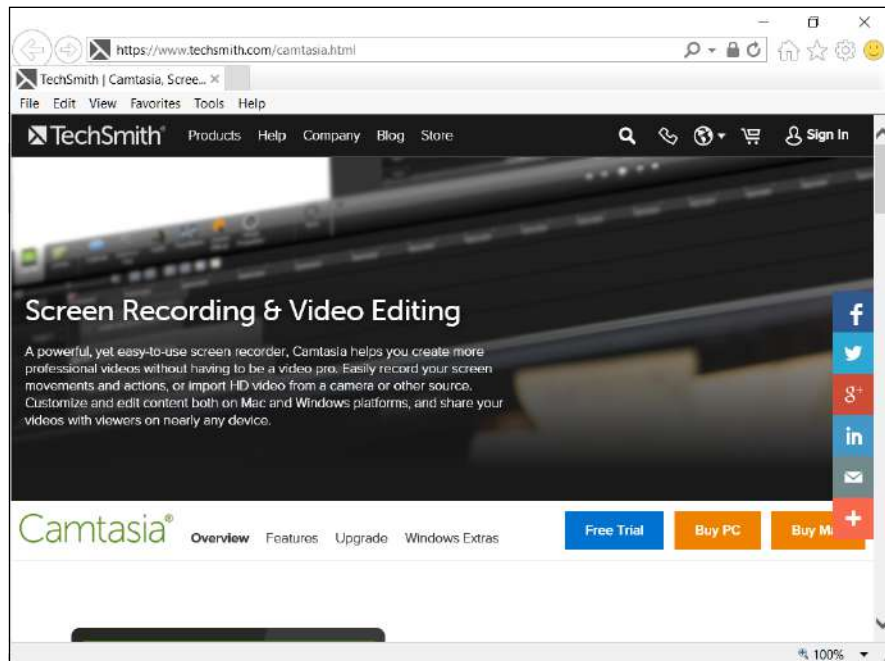 https://www.techsmith.com/camtasia.html
TechSmith | Camtasia, Scree...
File Edit View Favorites Tools Help
TechSmith® Products Help Company Blog Store Sign In
Screen Recording & Video Editing
A powerful, yet easy-to-use screen recorder, Camtasia helps you create more
professional videos without having to be a video pro. Easily record your screen
movements and actions, or import HD video from a camera or other source.
Customize and edit content both on Mac and Windows platforms, and share your
videos with viewers on nearly any device.
f
g+
in
Camtasia® Overview Features Upgrade Windows Extras Free Trial Buy PC Buy
100%